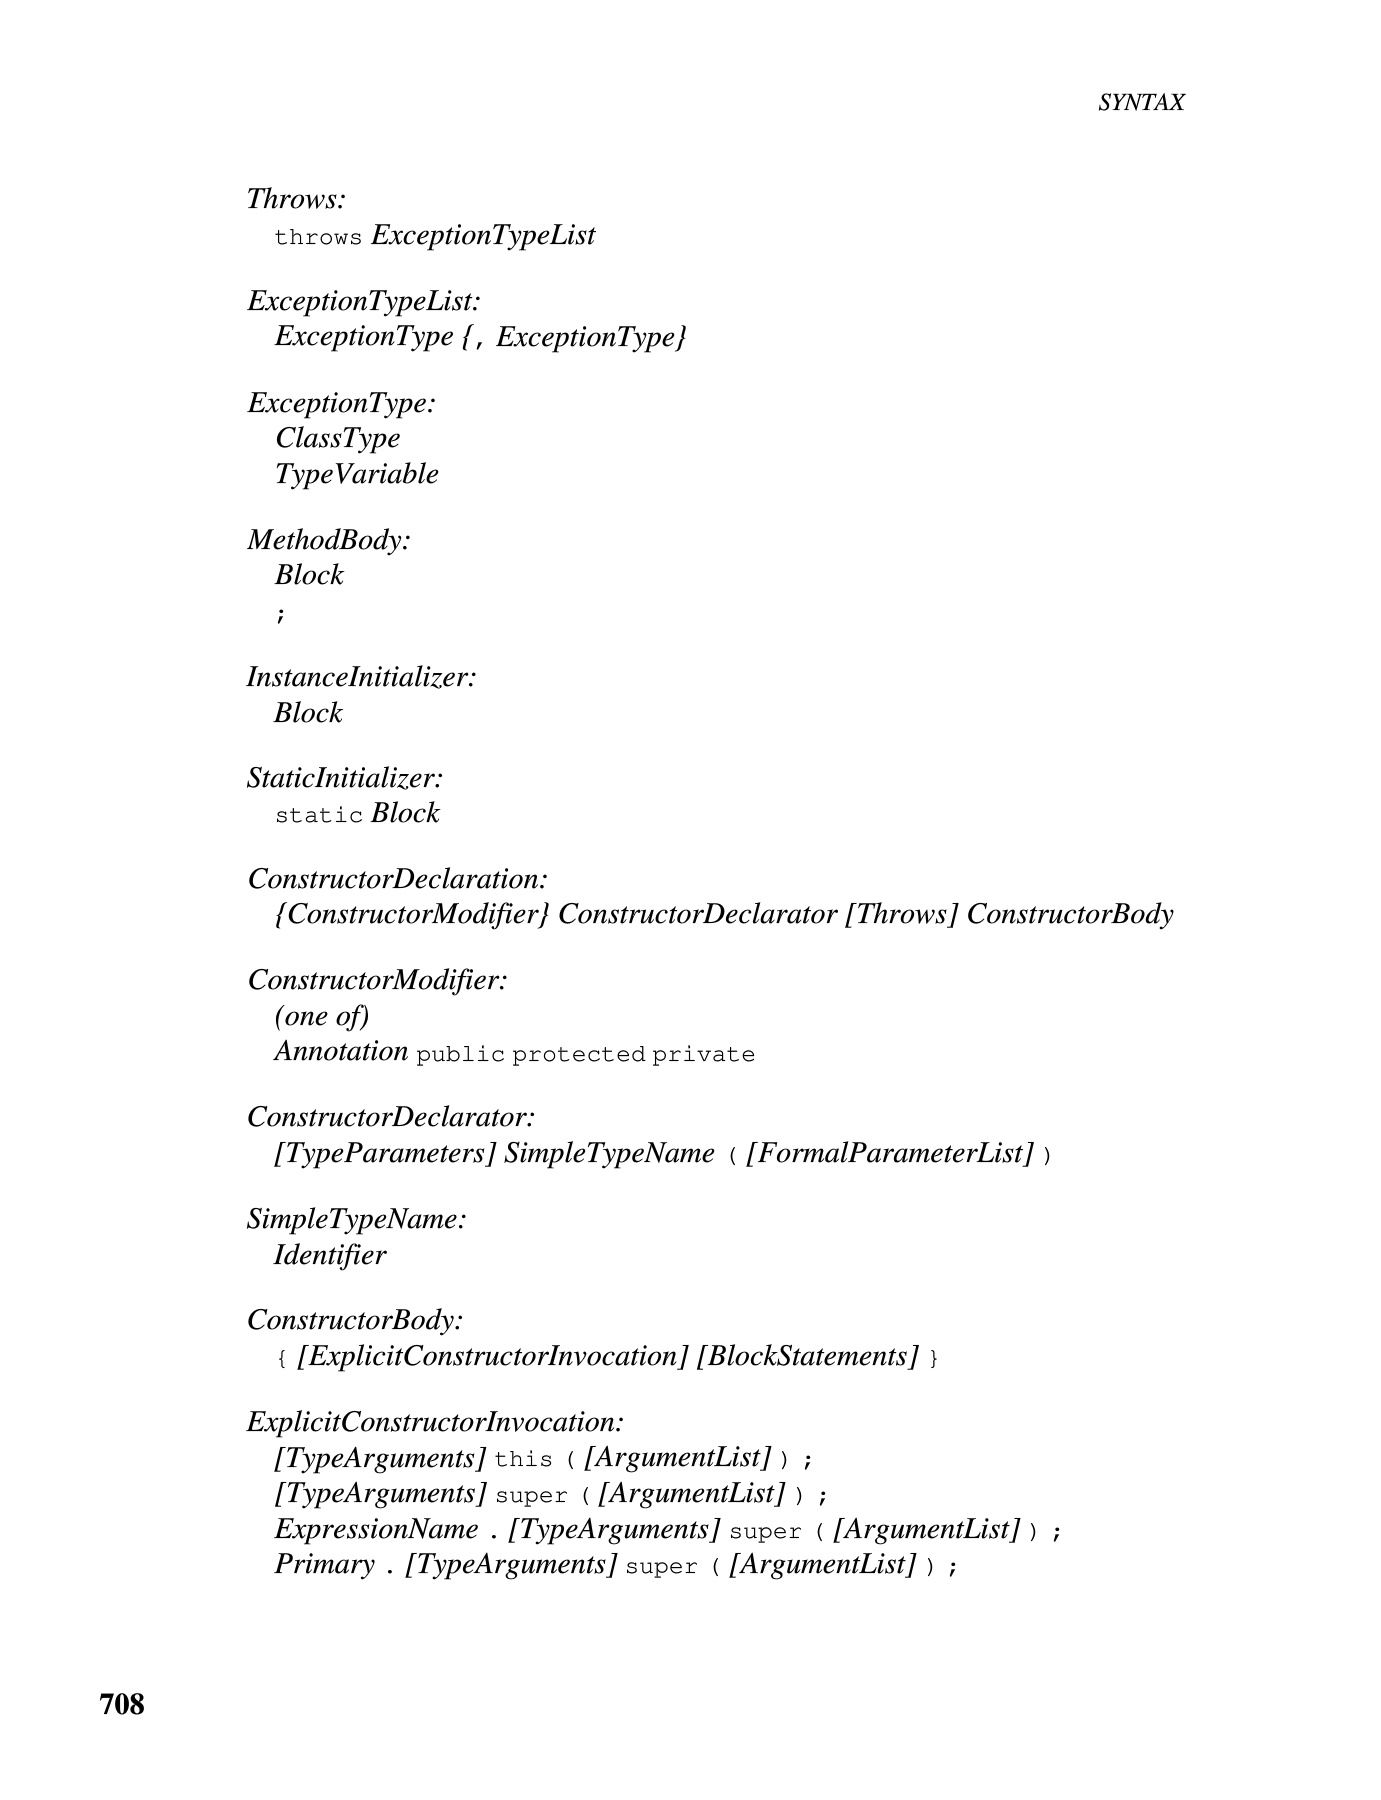 SYNTAX
Throws:
throws ExceptionTypeList
ExceptionTypeList:
ExceptionType {, ExceptionType}
ExceptionType:
ClassType
TypeVariable
MethodBody:
Block
;
InstanceInitializer:
Block
StaticInitializer:
static Block
ConstructorDeclaration:
{ConstructorModifier} ConstructorDeclarator [Throws] ConstructorBody
ConstructorModifier:
(one of)
Annotation public protected private
ConstructorDeclarator:
[TypeParameters] SimpleTypeName ( [FormalParameterList] )
SimpleTypeName:
Identifier
ConstructorBody:
{ [ExplicitConstructorInvocation] [BlockStatements] }
ExplicitConstructorInvocation:
[TypeArguments] this ( [ArgumentList] ) ;
[TypeArguments] super ( [ArgumentList] ) ;
ExpressionName . [TypeArguments] super ( [ArgumentList] ) ;
Primary . [TypeArguments] super ( [ArgumentList] ) ;
708